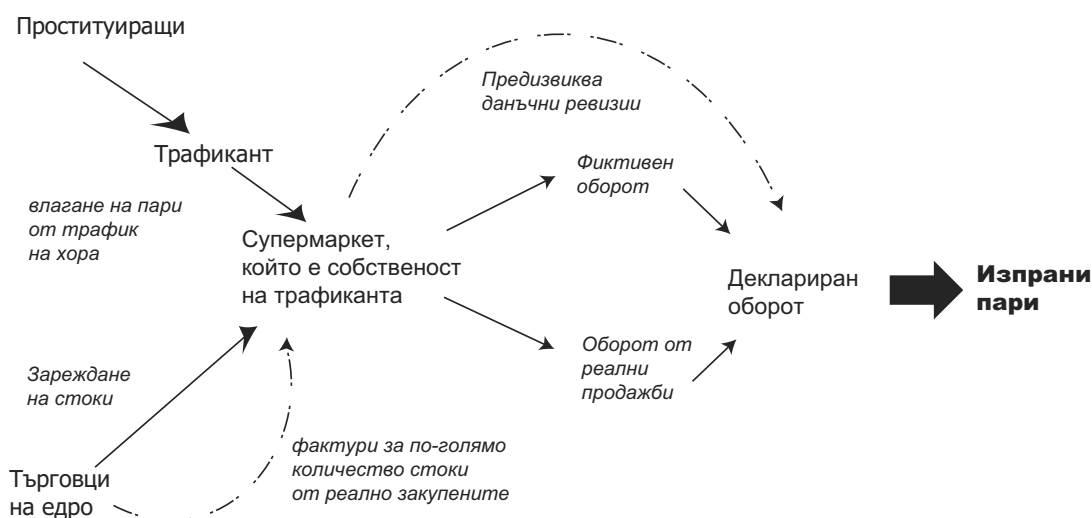 Проституиращи
Предизвиква
данъчни ревизии
Трафикант
Фиктивен
оборот
влагане на пари
от трафик
на хора
Супермаркет,
който е собственост
на трафиканта
Деклариран
оборот
Изпрани
пари
Оборот от
реални
продажби
Зареждане
на стоки
фактури за по-голямо
количество стоки
от реално закупените
Търговци
на едро